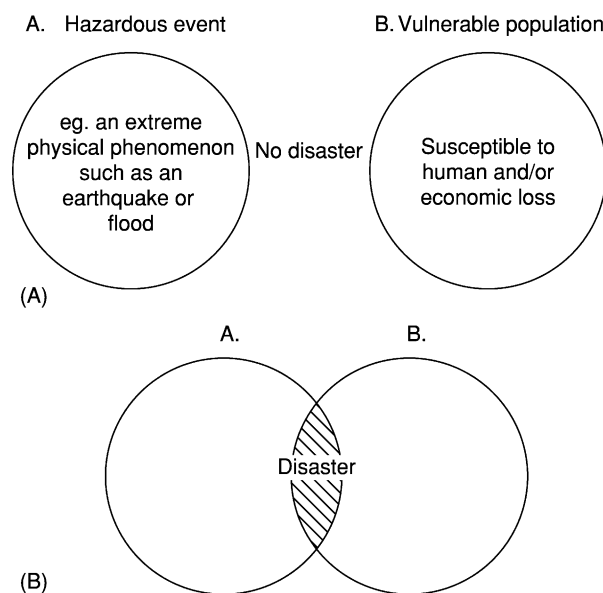 A. Hazardous event
B. Vulnerable population
eg. an extreme
physical phenomenon
such as an
earthquake or
flood
No disaster
Susceptible to
human and/or
economic loss
(A)
A.
B.
Disaster
(B)